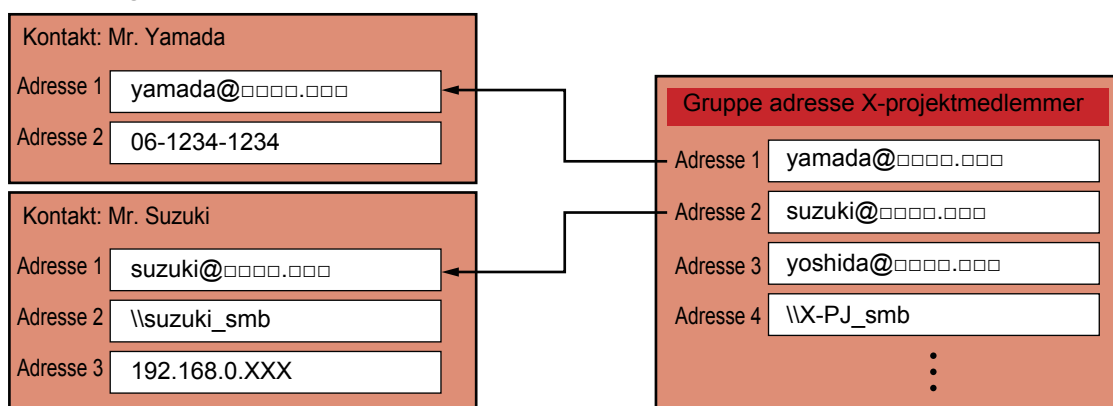 Kontakt: Mr. Yamada
Adresse 1 yamada@□□□□.□□□
Adresse 2 06-1234-1234
Kontakt: Mr. Suzuki
Adresse 1 suzuki@□□□□.□□□
Adresse 2 \\suzuki_smb
Adresse 3 192.168.0.XXX
Gruppe adresse X-projektmedlemmer
Adresse 1 yamada@□□□□.□□□
Adresse 2 suzuki@□□□□.□□□
Adresse 3 yoshida@□□□□.□□□
Adresse 4 \\X-PJ_smb